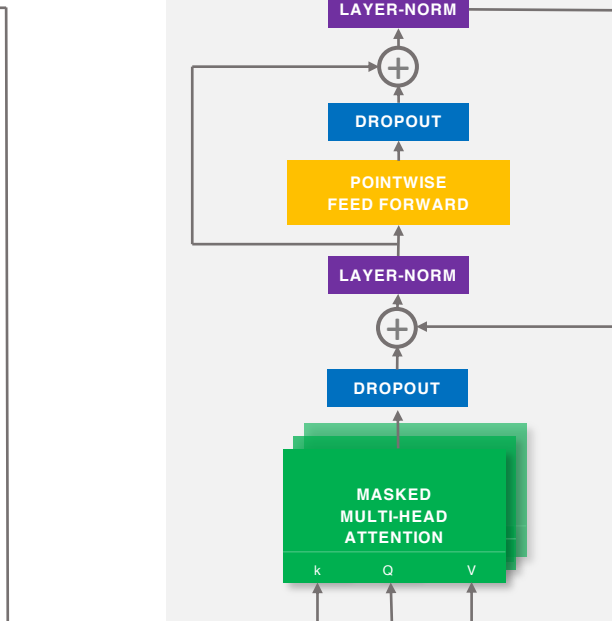 LAYER-NORM
DROPOUT
POINTWISE
FEED FORWARD
LAYER-NORM
DROPOUT
MASKED
MULTI-HEAD
ATTENTION
k Q V